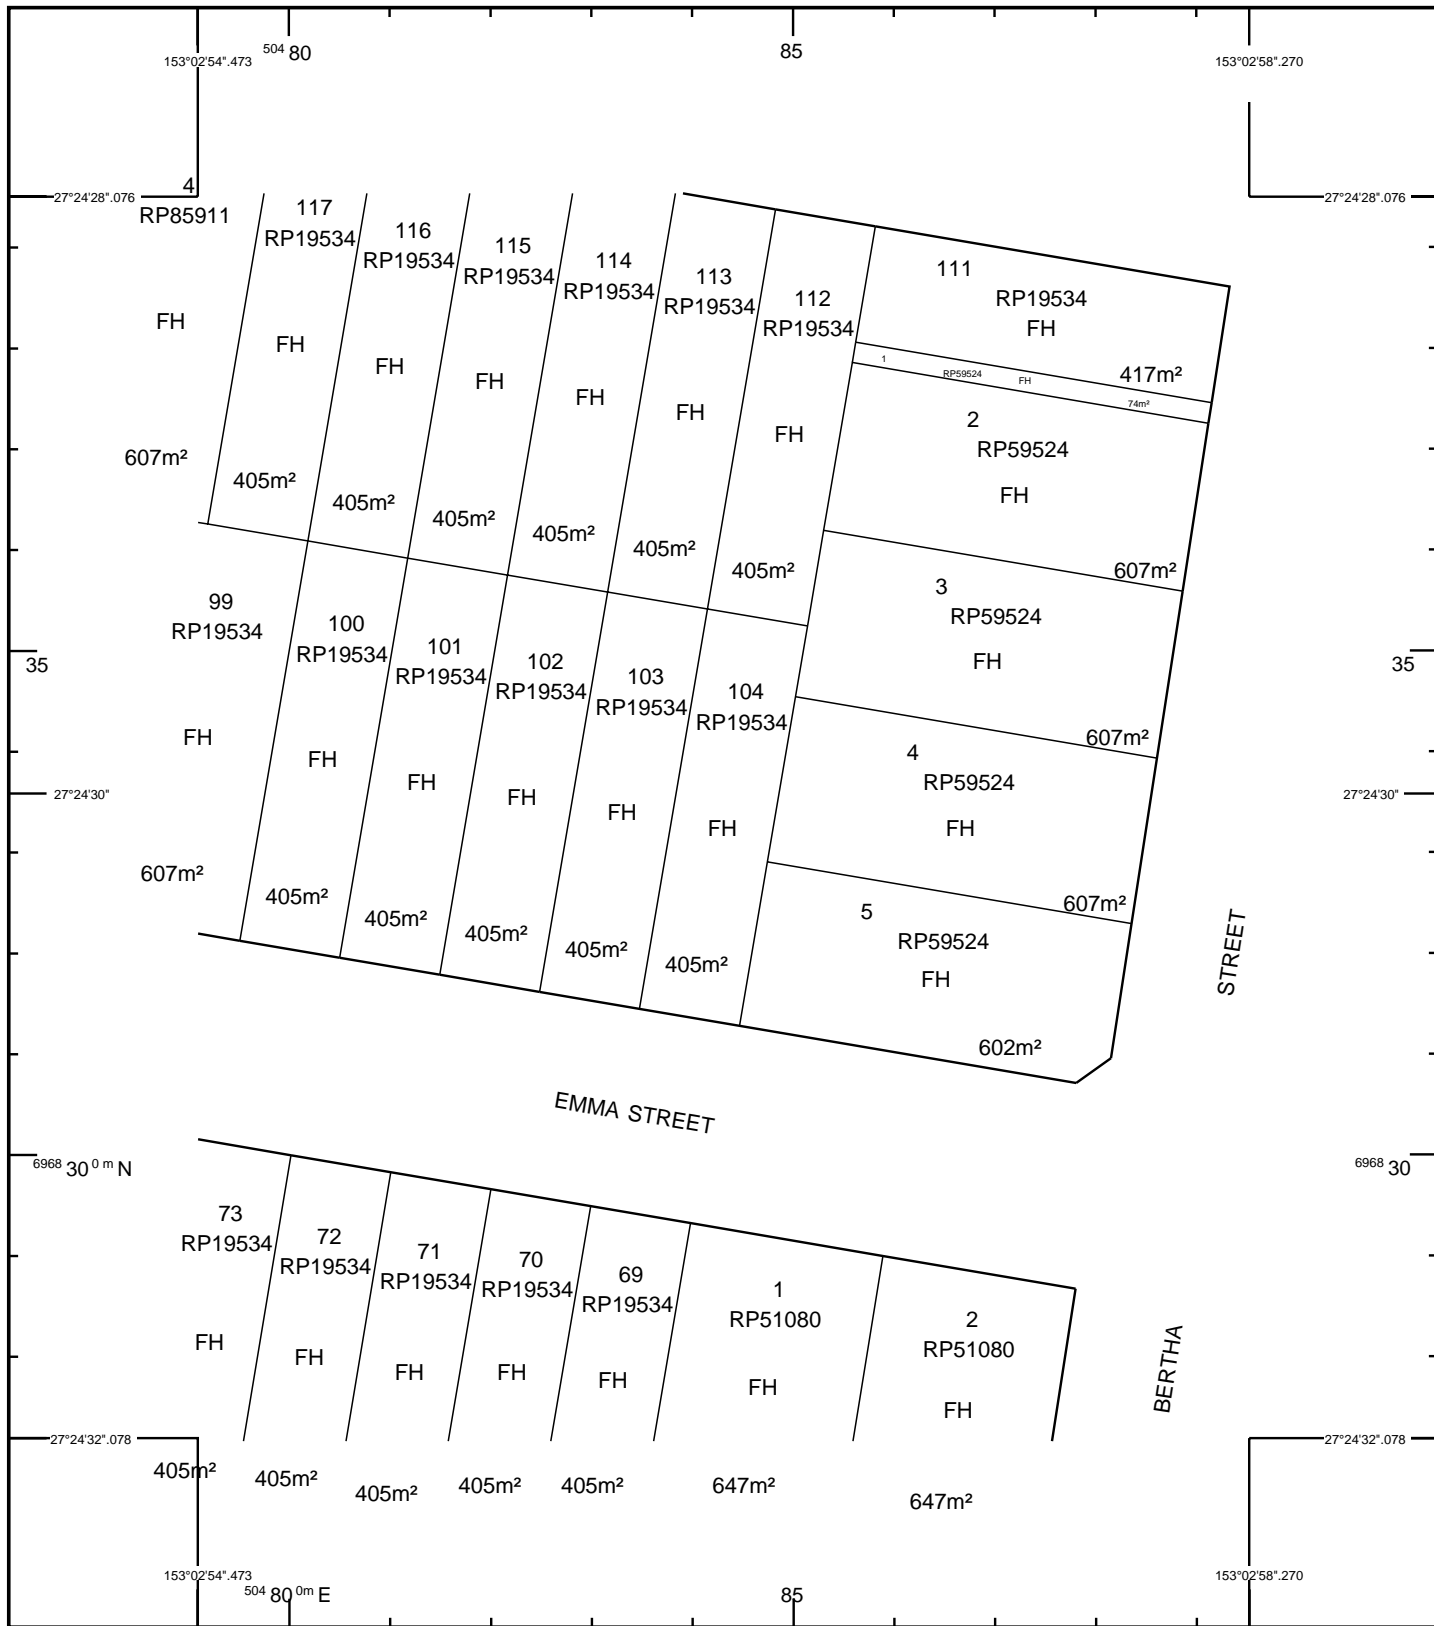 504 80
85
153°02'54".473
153°02'58".270
4
27°24'28".076
27°24'28".076
RP85911
117
RP19534
116
RP19534
115
RP19534
114
RP19534
113
RP19534
112
RP19534
111
RP19534
FH
417m²
1
RP59524
FH
74m²
FH
FH
FH
FH
FH
FH
FH
2
RP59524
FH
607m²
405m²
405m²
405m²
405m²
405m²
405m²
607m²
3
RP59524
FH
607m²
99
RP19534
100
RP19534
101
RP19534
102
RP19534
103
RP19534
104
RP19534
35
35
FH
FH
FH
FH
FH
FH
4
RP59524
FH
607m²
27°24'30"
27°24'30"
607m²
405m²
405m²
405m²
405m²
405m²
5
RP59524
FH
602m²
STREET
EMMA STREET
6968 30 0 m N
6968 30
73
RP19534
72
RP19534
71
RP19534
70
RP19534
69
RP19534
1
RP51080
2
RP51080
FH
FH
FH
FH
FH
FH
FH
BERTHA
27°24'32".078
27°24'32".078
405m²
405m²
405m²
405m²
405m²
647m²
647m²
153°02'54".473
153°02'58".270
504 80 0m E
85